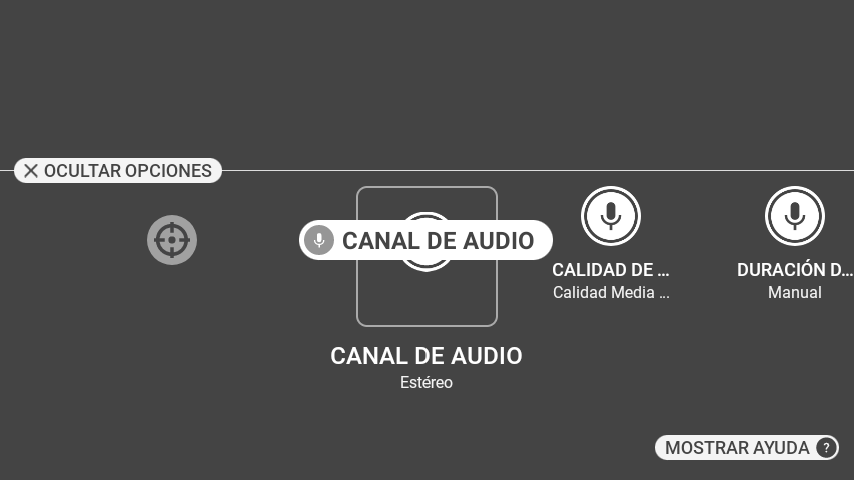 OCULTAR OPCIONES
CANAL DE AUDIO
CALIDAD DE ...
Calidad Media ...
DURACIÓN D...
Manual
CANAL DE AUDIO
Estéreo
MOSTRAR AYUDA ?